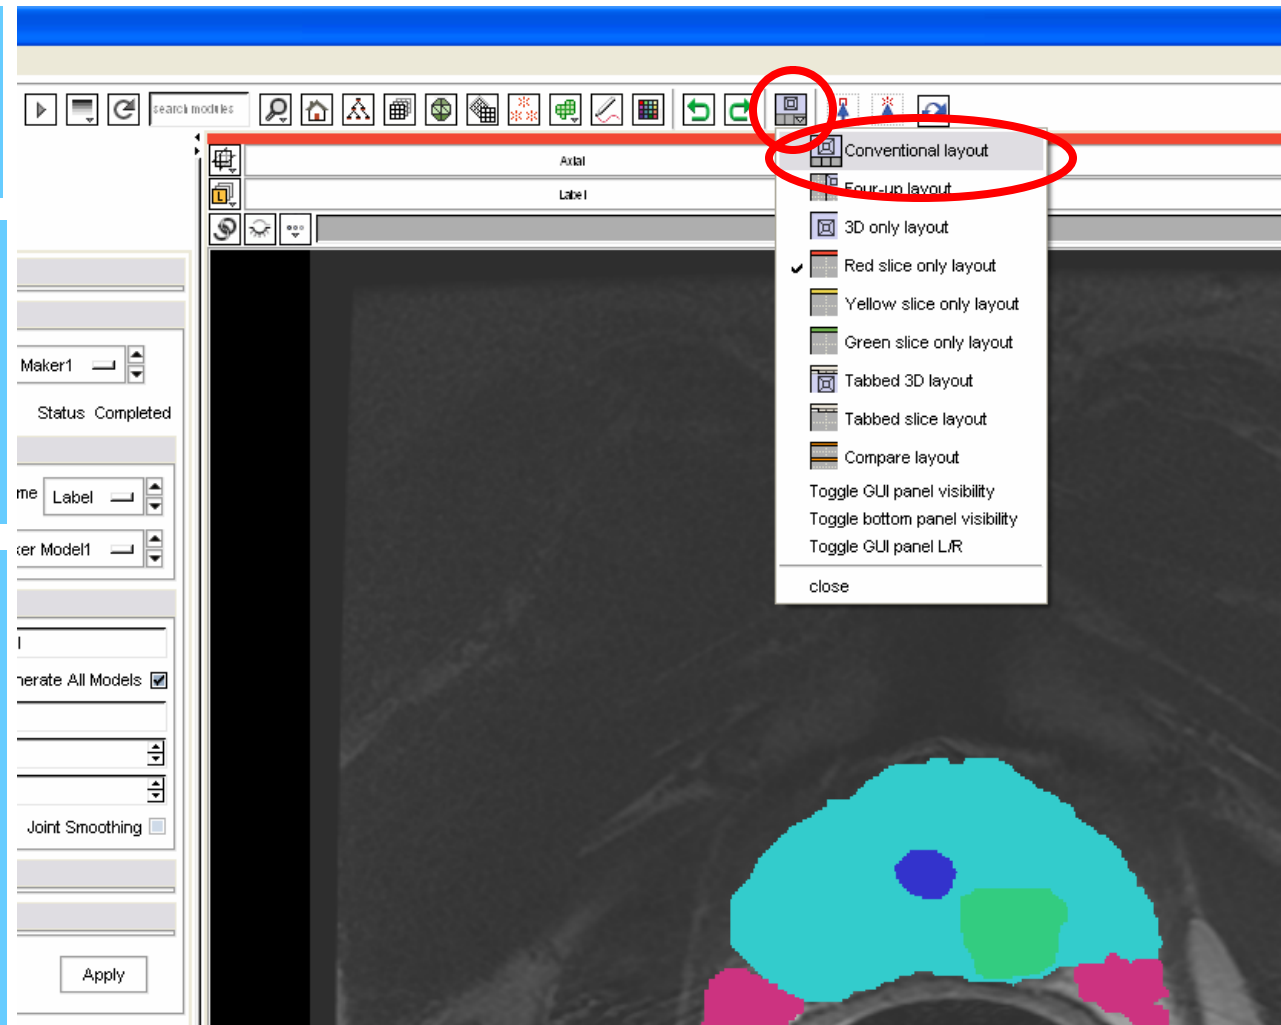 search modules
Axial
Label
Conventional layout
Four-up layout
3D only layout
Red slice only layout
Yellow slice only layout
Green slice only layout
Tabbed 3D layout
Tabbed slice layout
Compare layout
Toggle GUI panel visibility
Toggle bottom panel visibility
Toggle GUI panel L/R
close
Maker1
Status Completed
me Label
L
ker Model1
l
nerate All Models
Joint Smoothing
Apply